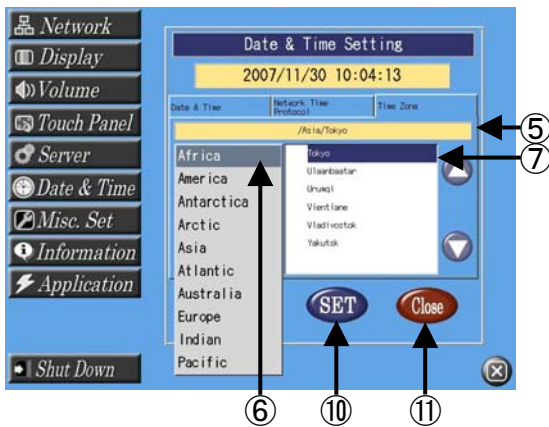 Network
Display
Volume
Touch Panel
Server
Date & Time
Misc. Set
Information
Application
Shut Down
Date & Time Setting
2007/11/30 10:04:13
Date & Time
Network Time Protocol
Time Zone
/Asia/Tokyo
Africa
America
Antarctica
Arctic
Asia
Atlantic
Australia
Europe
Indian
Pacific
Tokyo
Ulaanbaatar
Urumqi
Vientiane
Vladivostok
Yakutsk
SET
Close
⑤
⑦
⑥
⑩
⑪